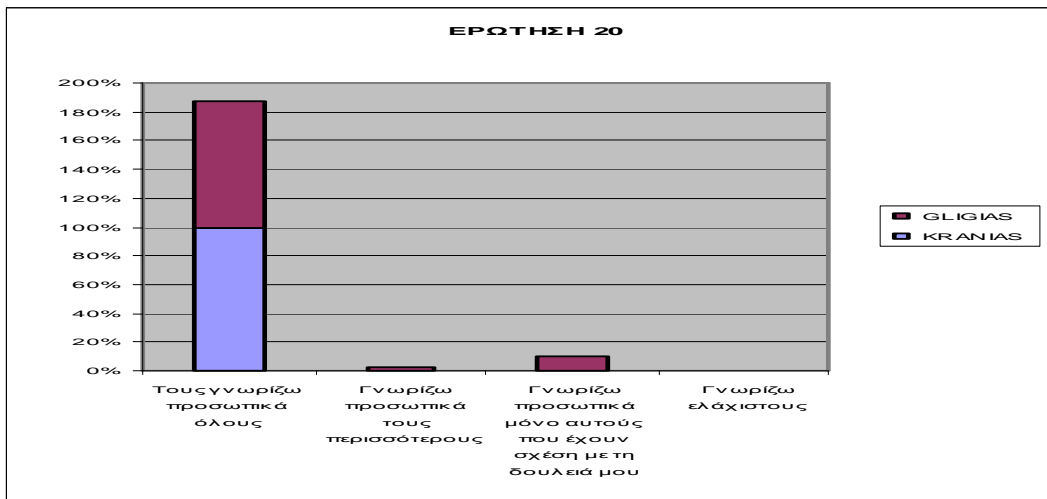 ΕΡΩΤΗΣΗ 20
200%
180%
160%
140%
120%
100%
80%
60%
40%
20%
0%
Τους γνωρίζω
προσωπικά
όλους
Γνωρίζω
προσωπικά
τους
περισσότερους
Γνωρίζω
προσωπικά
μόνο αυτούς
που έχουν
σχέση με τη
δουλειά μου
Γνωρίζω
ελάχιστους
GLIGIAS
KRANIAS